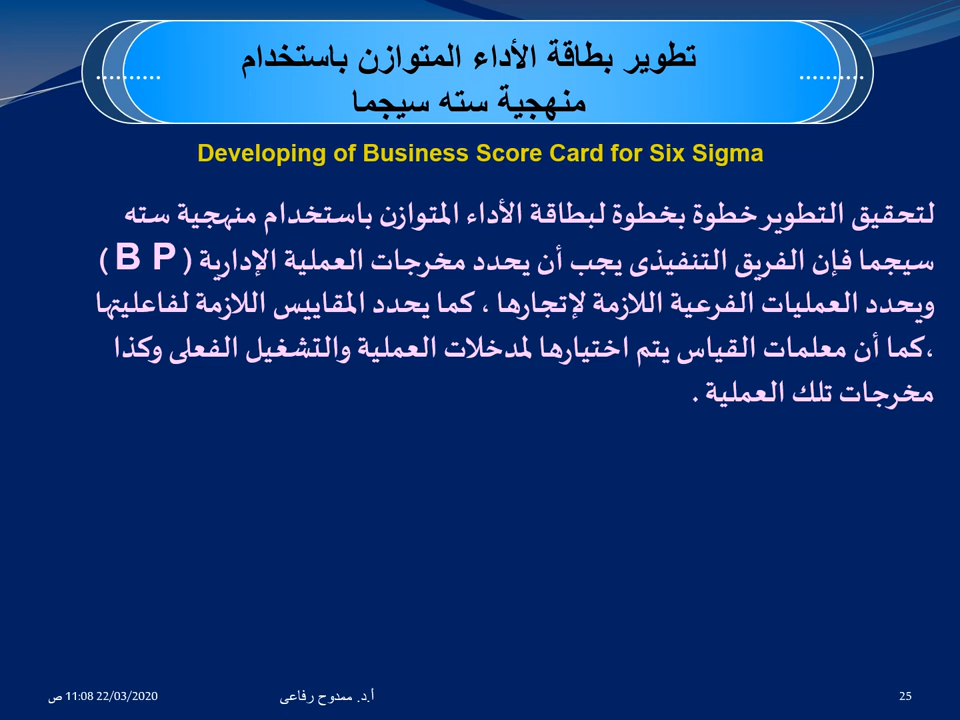 تطوير بطاقة الأداء المتوازن باستخدام
منهجية سته سيجما
..........
..........
Developing of Business Score Card for Six Sigma
لتحقيق التطوير خطوة بخطوة لبطاقة الأداء المتوازن باستخدام منهجية سته
سيجما فإن الفريق التنفيذى يجب أن يحدد مخرجات العملية الإدارية ( B P )
ويحدد العمليات الفرعية اللازمة لإتجارها ، كما يحدد المقاييس اللازمة لفاعليتها
،كما أن معلمات القياس يتم اختيارها لمدخلات العملية والتشغيل الفعلى وكذا
مخرجات تلك العملية .
22/03/2020 11:08 ص
أ.د. ممدوح رفاعى
25